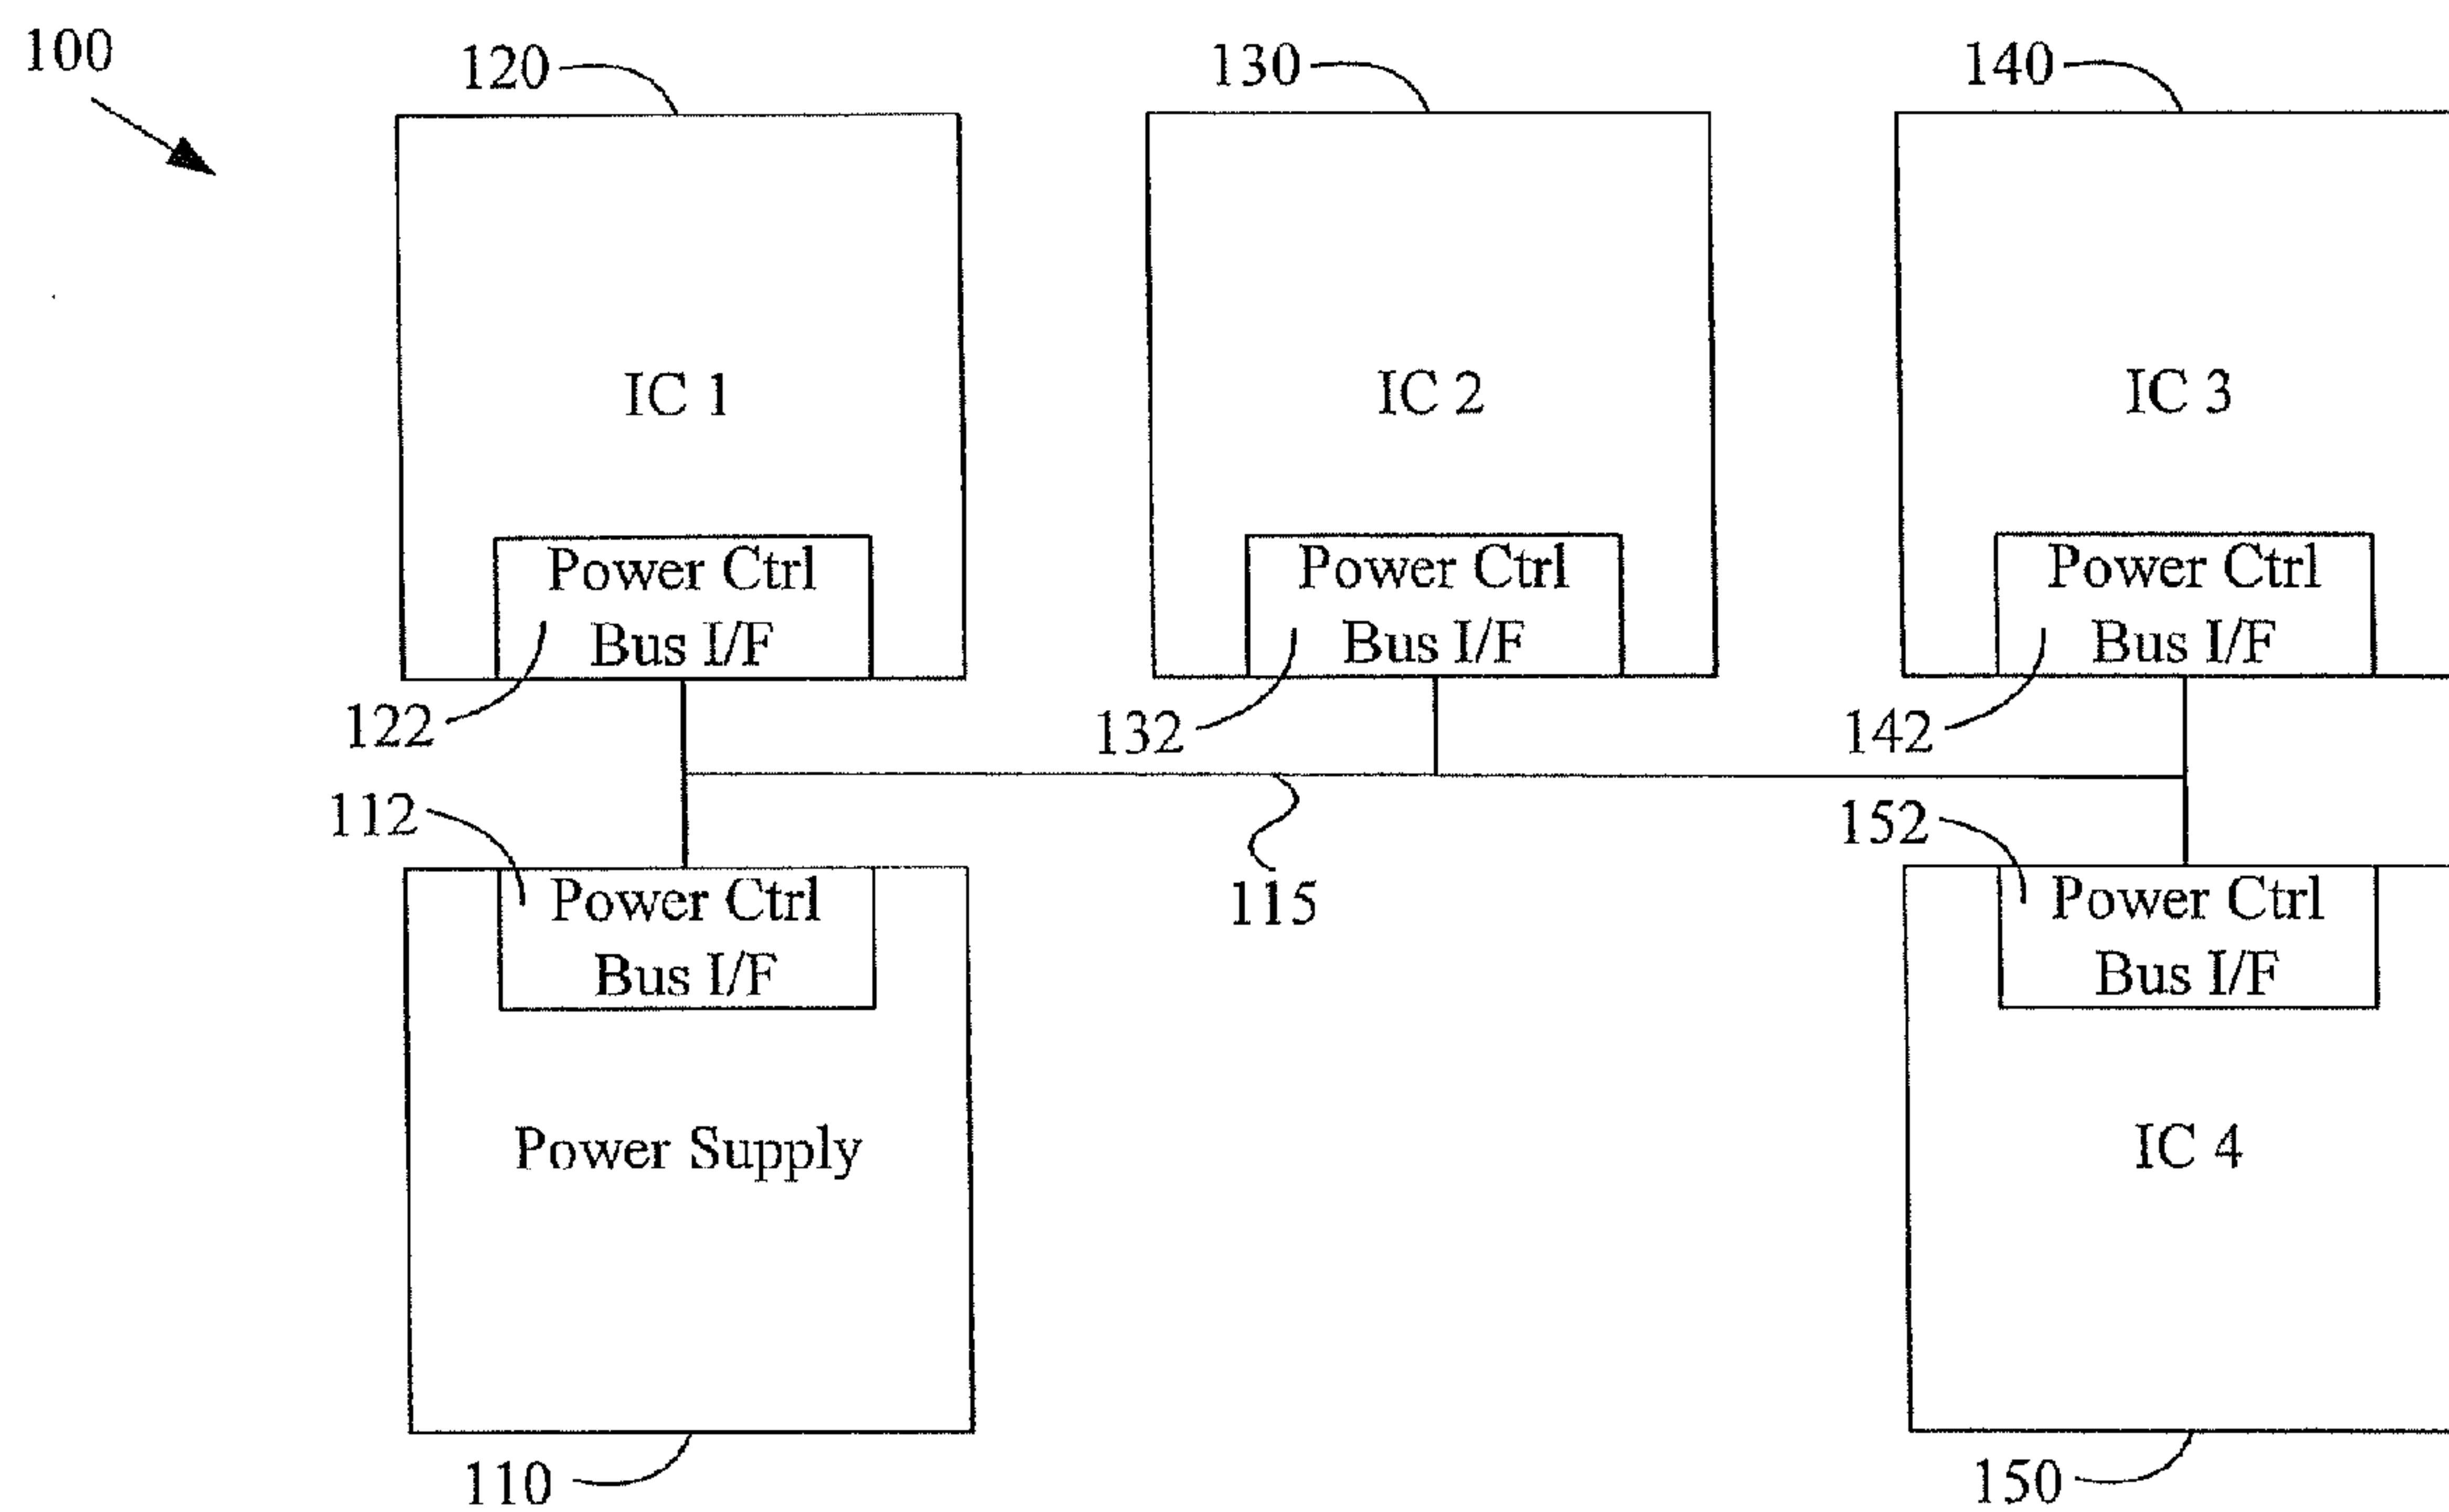 100
120
130
140
IC 1
IC 2
IC 3
Power Ctrl
Bus I/F
Power Ctrl
Bus I/F
Power Ctrl
Bus I/F
122
132
142
112
152
115
Power Ctrl
Bus I/F
Power Ctrl
Bus I/F
Power Supply
IC 4
110
150